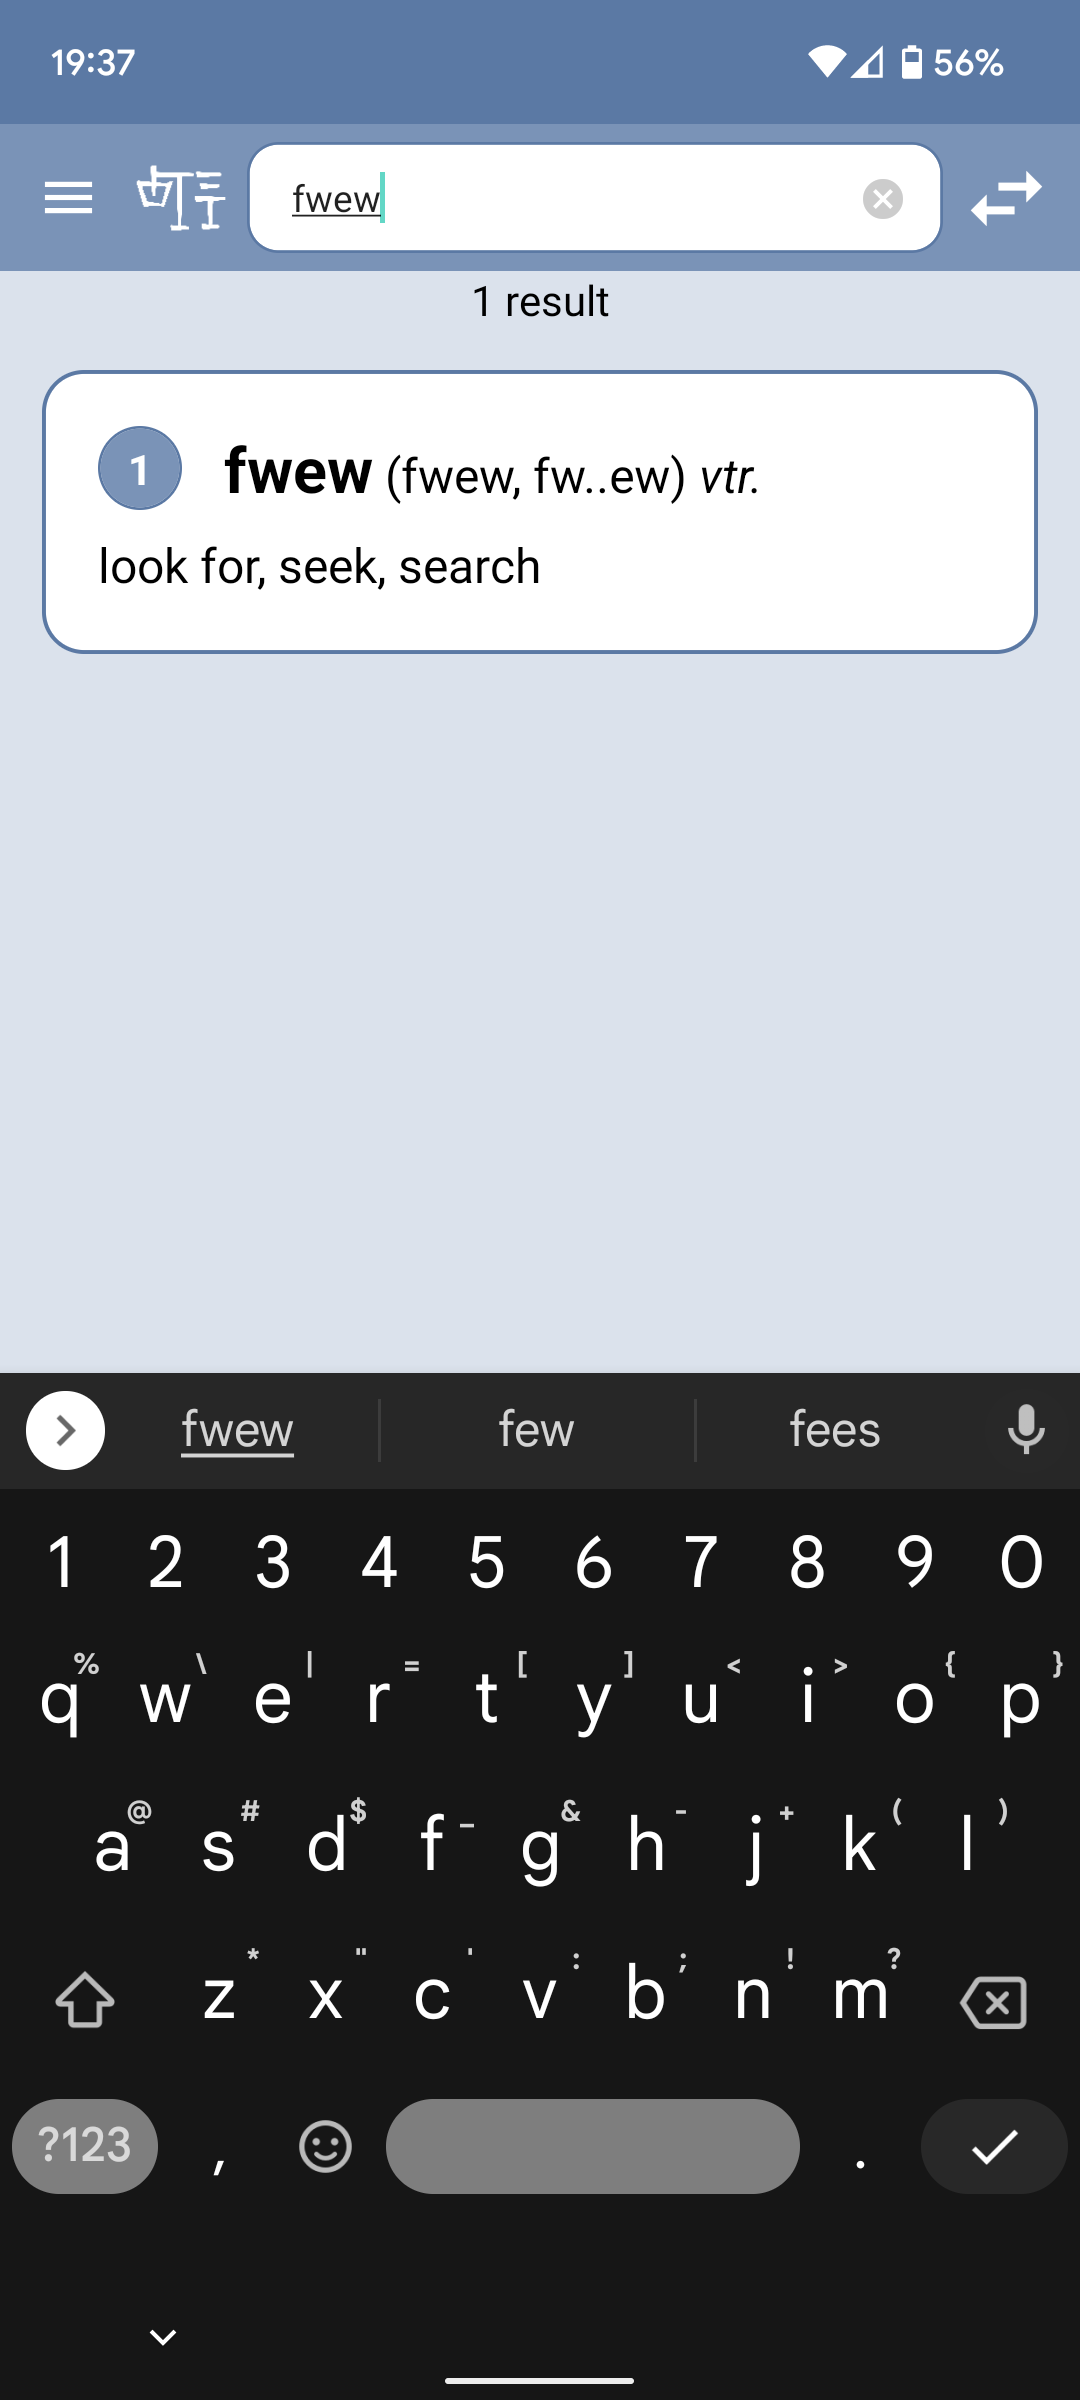 19:37 56%
fwew
1 result
1 fwew (fwew, fw..ew) vtr.
look for, seek, search
fwew few fees
1 2 3 4 5 6 7 8 9 0
q% w\ e| r= t[ y] u< i> o{ p}
a@ s# d$ f_ g& h- j+ k( l)
z* x" c' v: b; n! m?
?123 , .